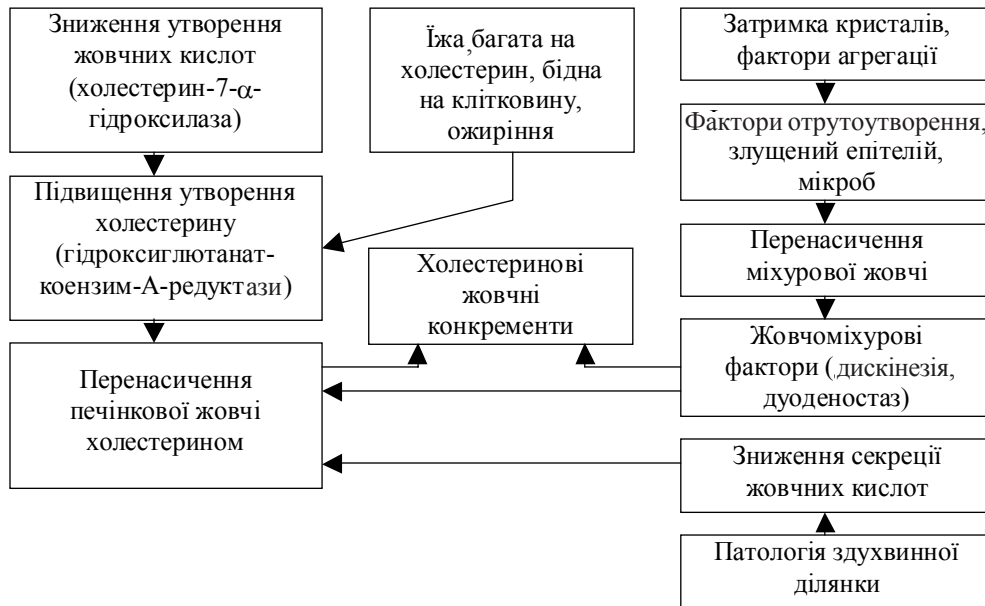 Зниження утворення
жовчних кислот
(холестерин-7-α-
гідроксилаза)
Підвищення утворення
холестерину
(гідроксиглютанат-
коензим-А-редуктази)
Перенасичення
печінкової жовчі
холестерином
Їжа,багата на
холестерин, бідна
на клітковину,
ожиріння
Холестеринові
жовчні
конкременти
Затримка кристалів,
фактори агрегації
Фактори отрутоутворення,
злущений епітелій,
мікроб
Перенасичення
міхурової жовчі
Жовчоміхурові
фактори (дискінезія,
дуоденостаз)
Зниження секреції
жовчних кислот
Патологія здухвинної
ділянки